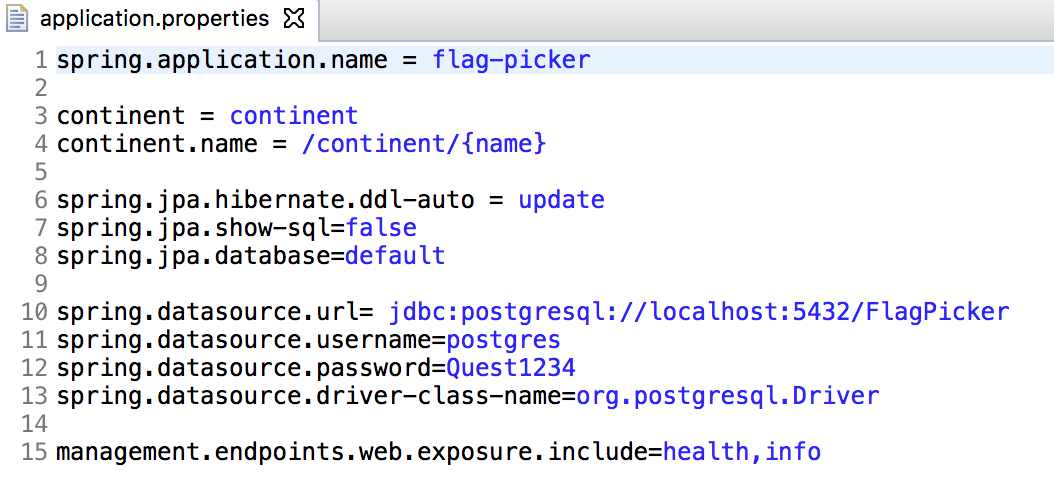 application.properties
1 spring.application.name = flag-picker
2
3 continent = continent
4 continent.name = /continent/{name}
5
6 spring.jpa.hibernate.ddl-auto = update
7 spring.jpa.show-sql=false
8 spring.jpa.database=default
9
10 spring.datasource.url= jdbc:postgresql://localhost:5432/FlagPicker
11 spring.datasource.username=postgres
12 spring.datasource.password=Quest1234
13 spring.datasource.driver-class-name=org.postgresql.Driver
14
15 management.endpoints.web.exposure.include=health,info